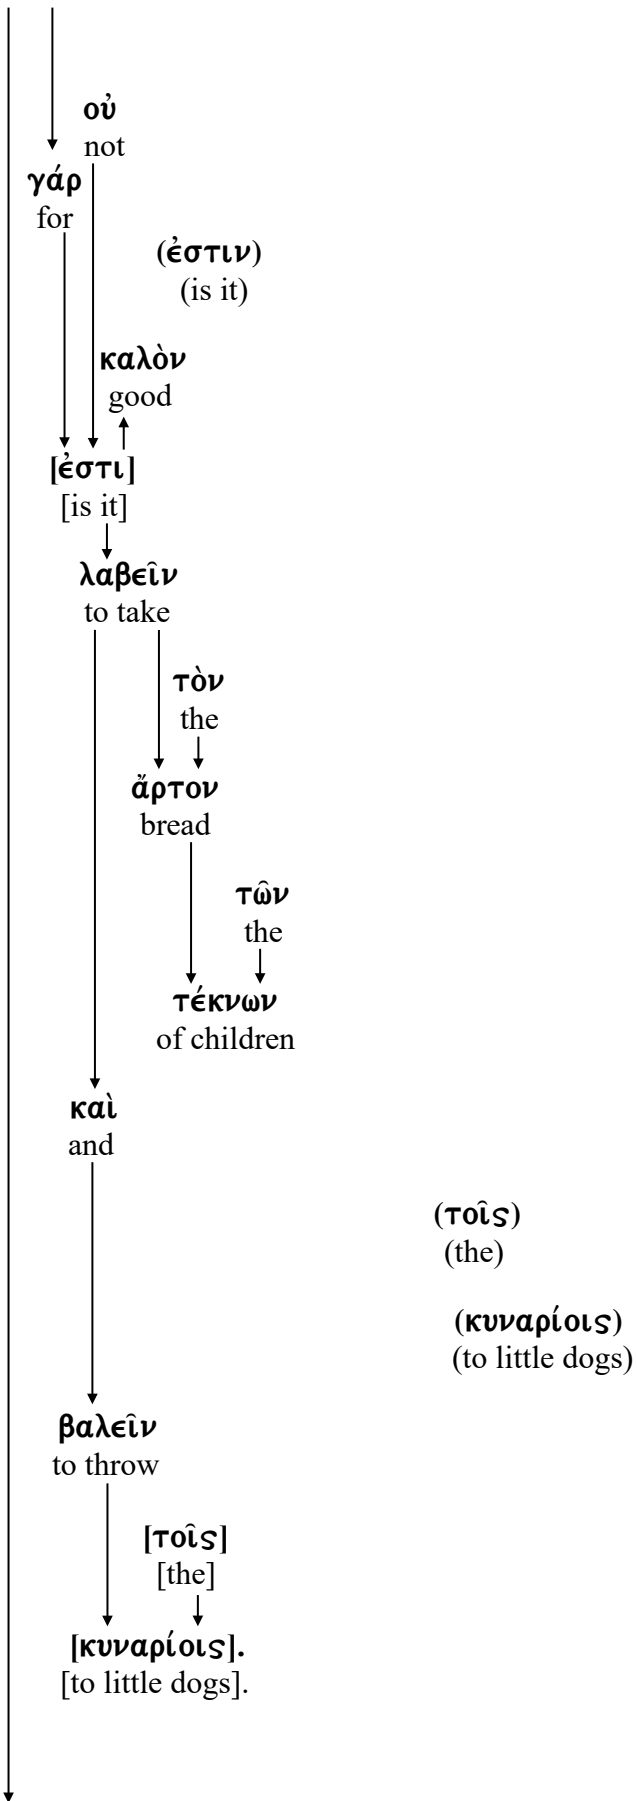 οὐ
not
γάρ
for
(ἐστιν)
(is it)
καλὸν
good
[ἐστι]
[is it]
λαβεῖν
to take
τὸν
the
ἄρτον
bread
τῶν
the
τέκνων
of children
καὶ
and
(τοῖς)
(the)
(κυναρίοις)
(to little dogs)
βαλεῖν
to throw
[τοῖς]
[the]
[κυναρίοις].
[to little dogs].